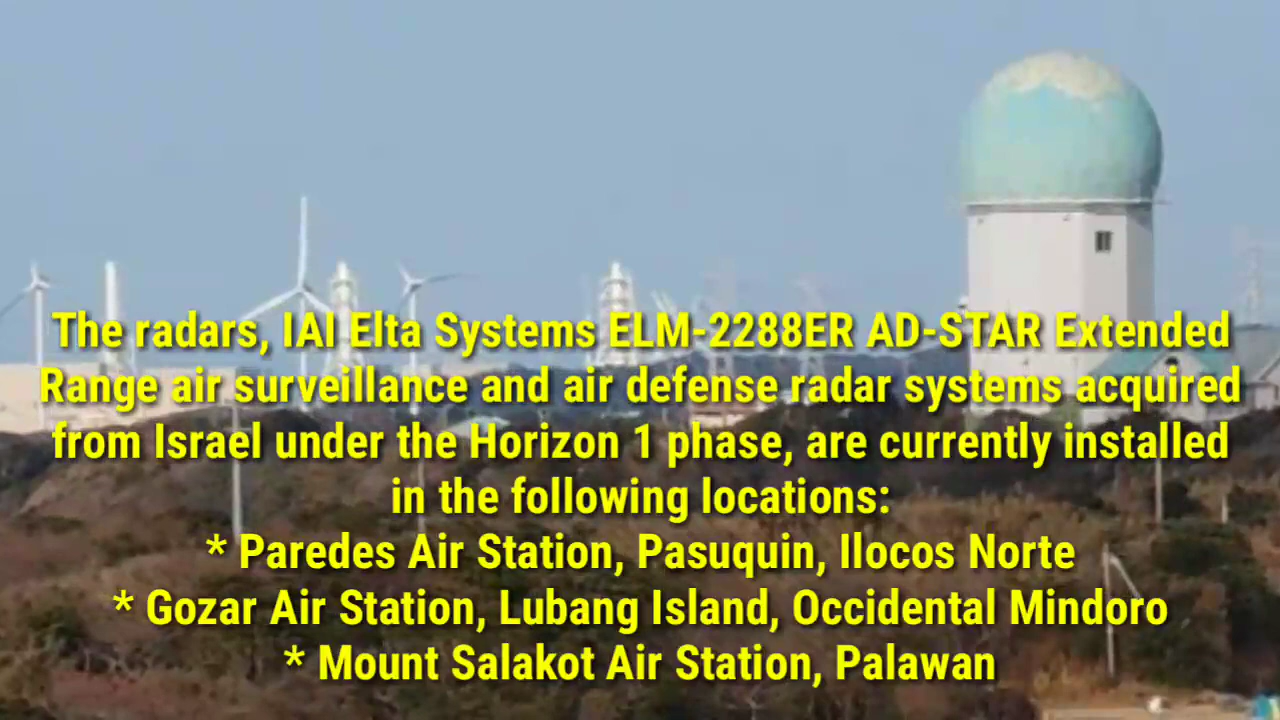 The radars, IAI Elta Systems ELM-2288ER AD-STAR Extended
Range air surveillance and air defense radar systems acquired
from Israel under the Horizon 1 phase, are currently installed
in the following locations:
* Paredes Air Station, Pasuquin, Ilocos Norte
* Gozar Air Station, Lubang Island, Occidental Mindoro
* Mount Salakot Air Station, Palawan